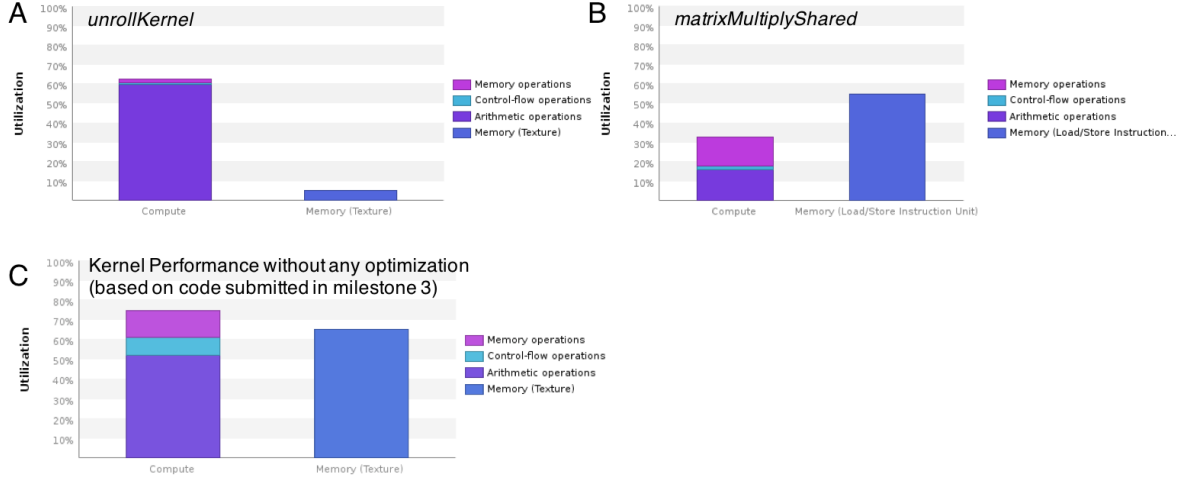 A
unrollKernel
100%
90%
80%
70%
60%
50%
40%
30%
20%
10%
Utilization
Compute
Memory (Texture)
Memory operations
Control-flow operations
Arithmetic operations
Memory (Texture)
B
matrixMultiplyShared
100%
90%
80%
70%
60%
50%
40%
30%
20%
10%
Utilization
Compute
Memory (Load/Store Instruction Unit)
Memory operations
Control-flow operations
Arithmetic operations
Memory (Load/Store Instruction...
C
Kernel Performance without any optimization
(based on code submitted in milestone 3)
100%
90%
80%
70%
60%
50%
40%
30%
20%
10%
Utilization
Compute
Memory (Texture)
Memory operations
Control-flow operations
Arithmetic operations
Memory (Texture)